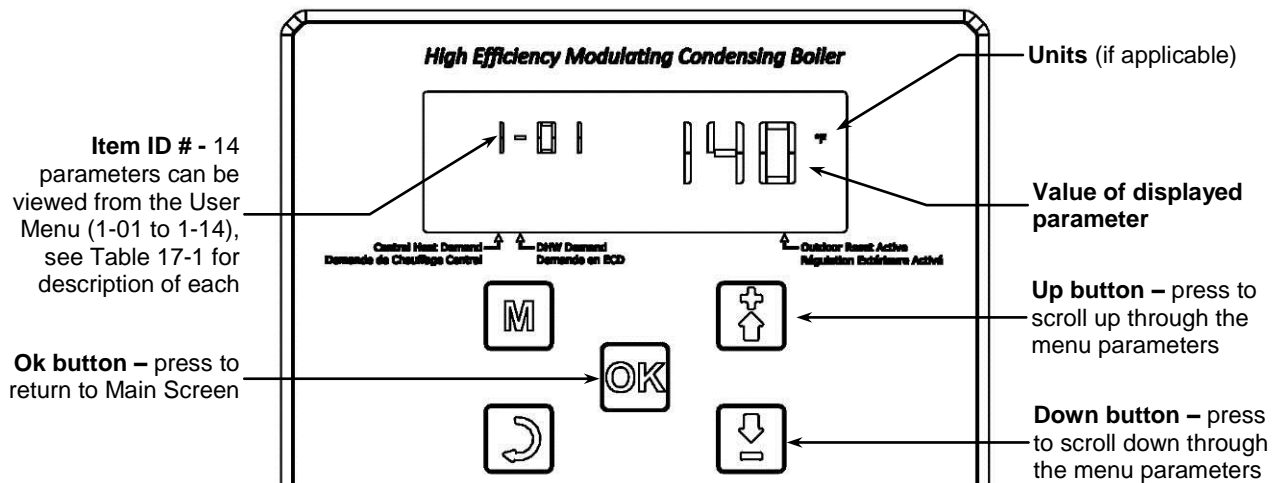 High Efficiency Modulating Condensing Boiler
Units (if applicable)
1-01
140 °F
Item ID # - 14
parameters can be
viewed from the User
Menu (1-01 to 1-14),
see Table 17-1 for
description of each
Value of displayed
parameter
Central Heat Demand
Demande de Chauffage Central
DHW Demand
Demande en ECD
Outdoor Reset Active
Régulation Extérieure Activé
M
Up button – press to
scroll up through the
menu parameters
Ok button – press to
return to Main Screen
OK
Down button – press
to scroll down through
the menu parameters